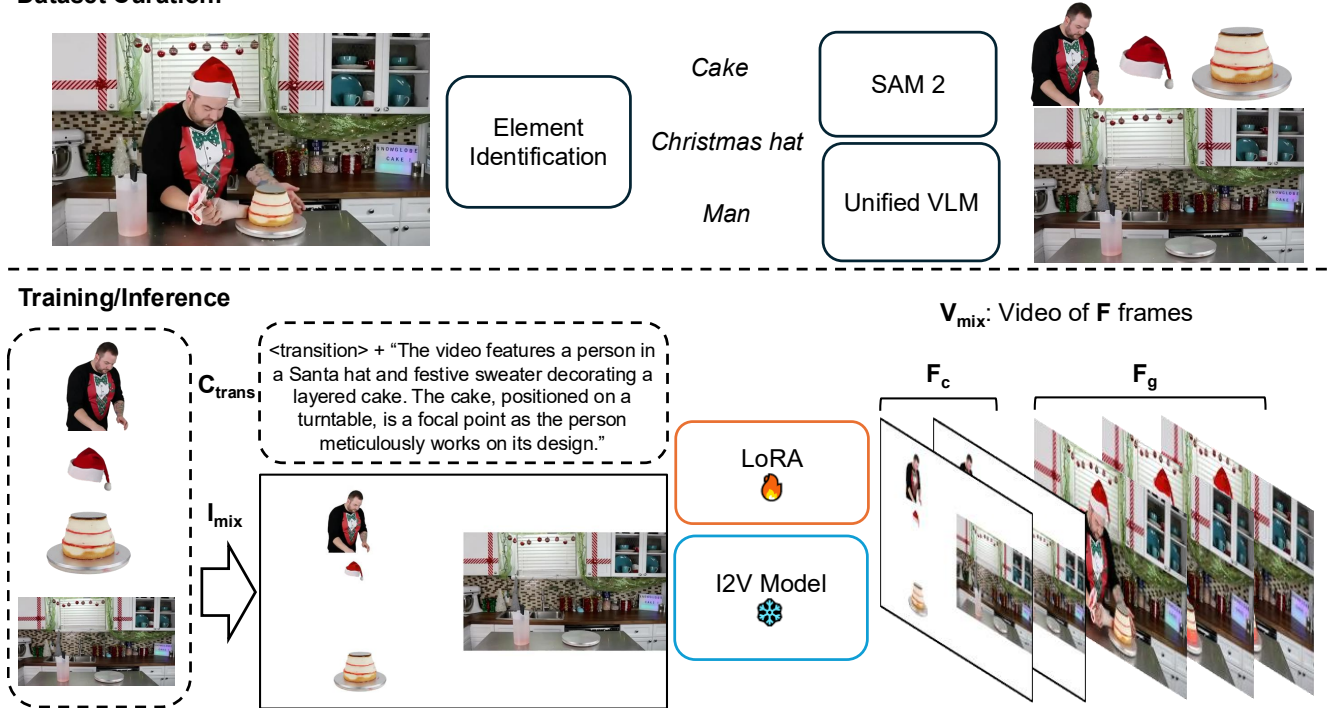 Dataset Curation:
Element
Identification
Cake
Christmas hat
Man
SAM 2
Unified VLM
SNOWGLOBE
CAKE
Training/Inference
C_trans
<transition> + “The video features a person in
a Santa hat and festive sweater decorating a
layered cake. The cake, positioned on a
turntable, is a focal point as the person
meticulously works on its design.”
I_mix
LoRA
I2V Model
V_mix: Video of F frames
F_c
F_g